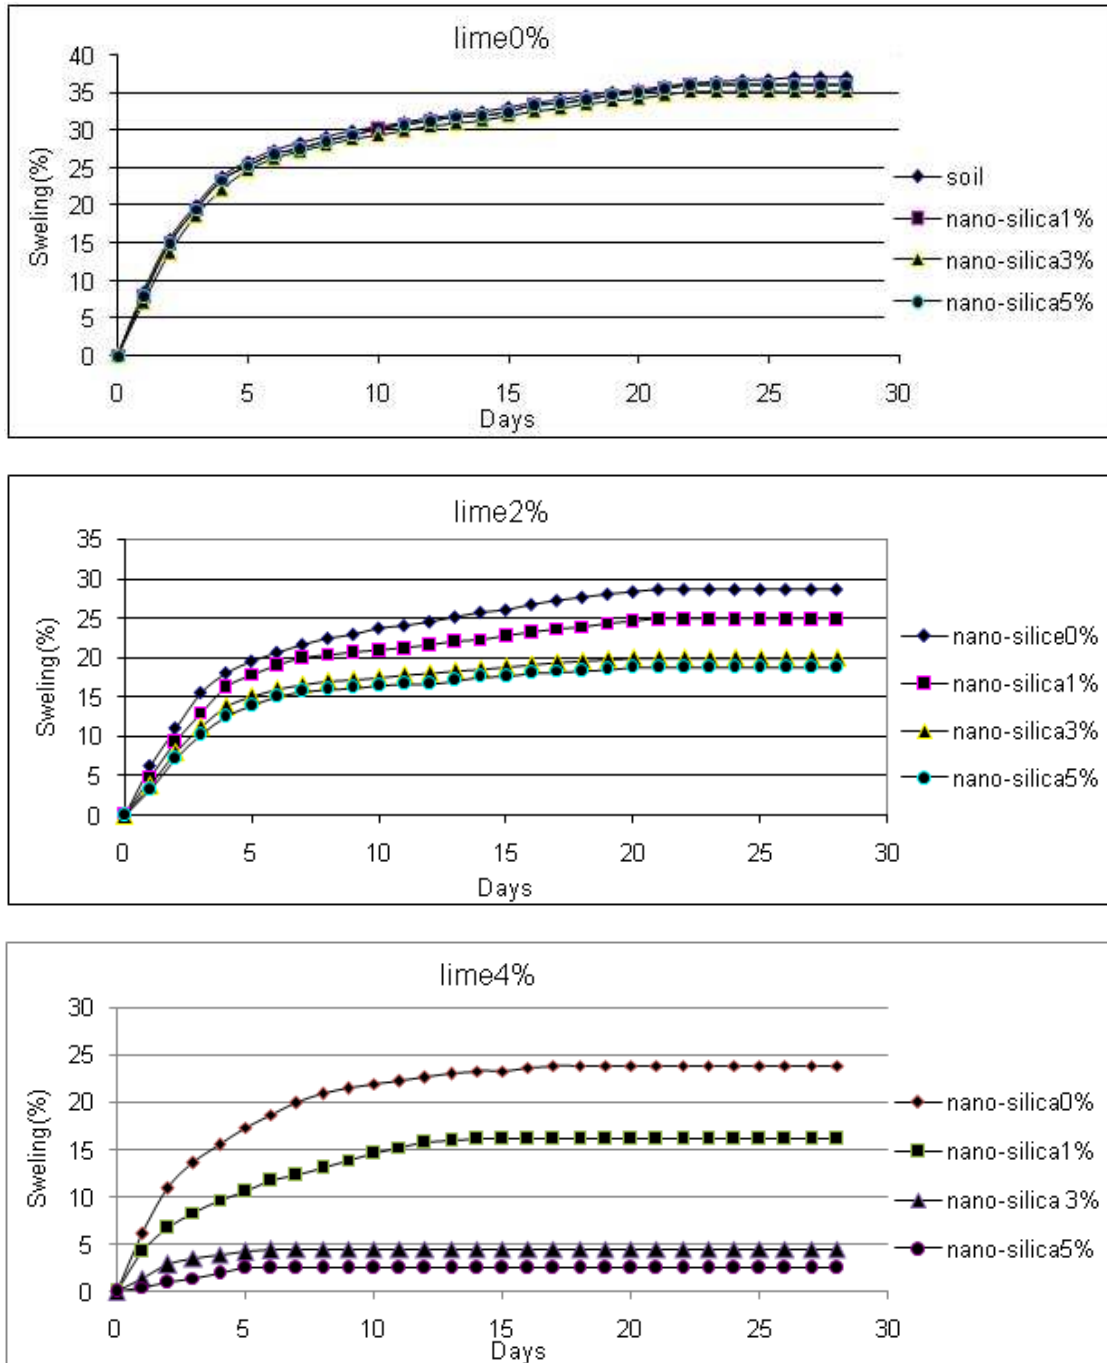 lime0%
40
35
30
25
20
15
10
5
0
Sweling(%)
0 5 10 15 20 25 30
Days
soil
nano-silica1%
nano-silica3%
nano-silica5%
lime2%
35
30
25
20
15
10
5
0
Sweling(%)
0 5 10 15 20 25 30
Days
nano-silice0%
nano-silica1%
nano-silica3%
nano-silica5%
lime4%
30
25
20
15
10
5
0
Sweling(%)
0 5 10 15 20 25 30
Days
nano-silica0%
nano-silica1%
nano-silica 3%
nano-silica5%